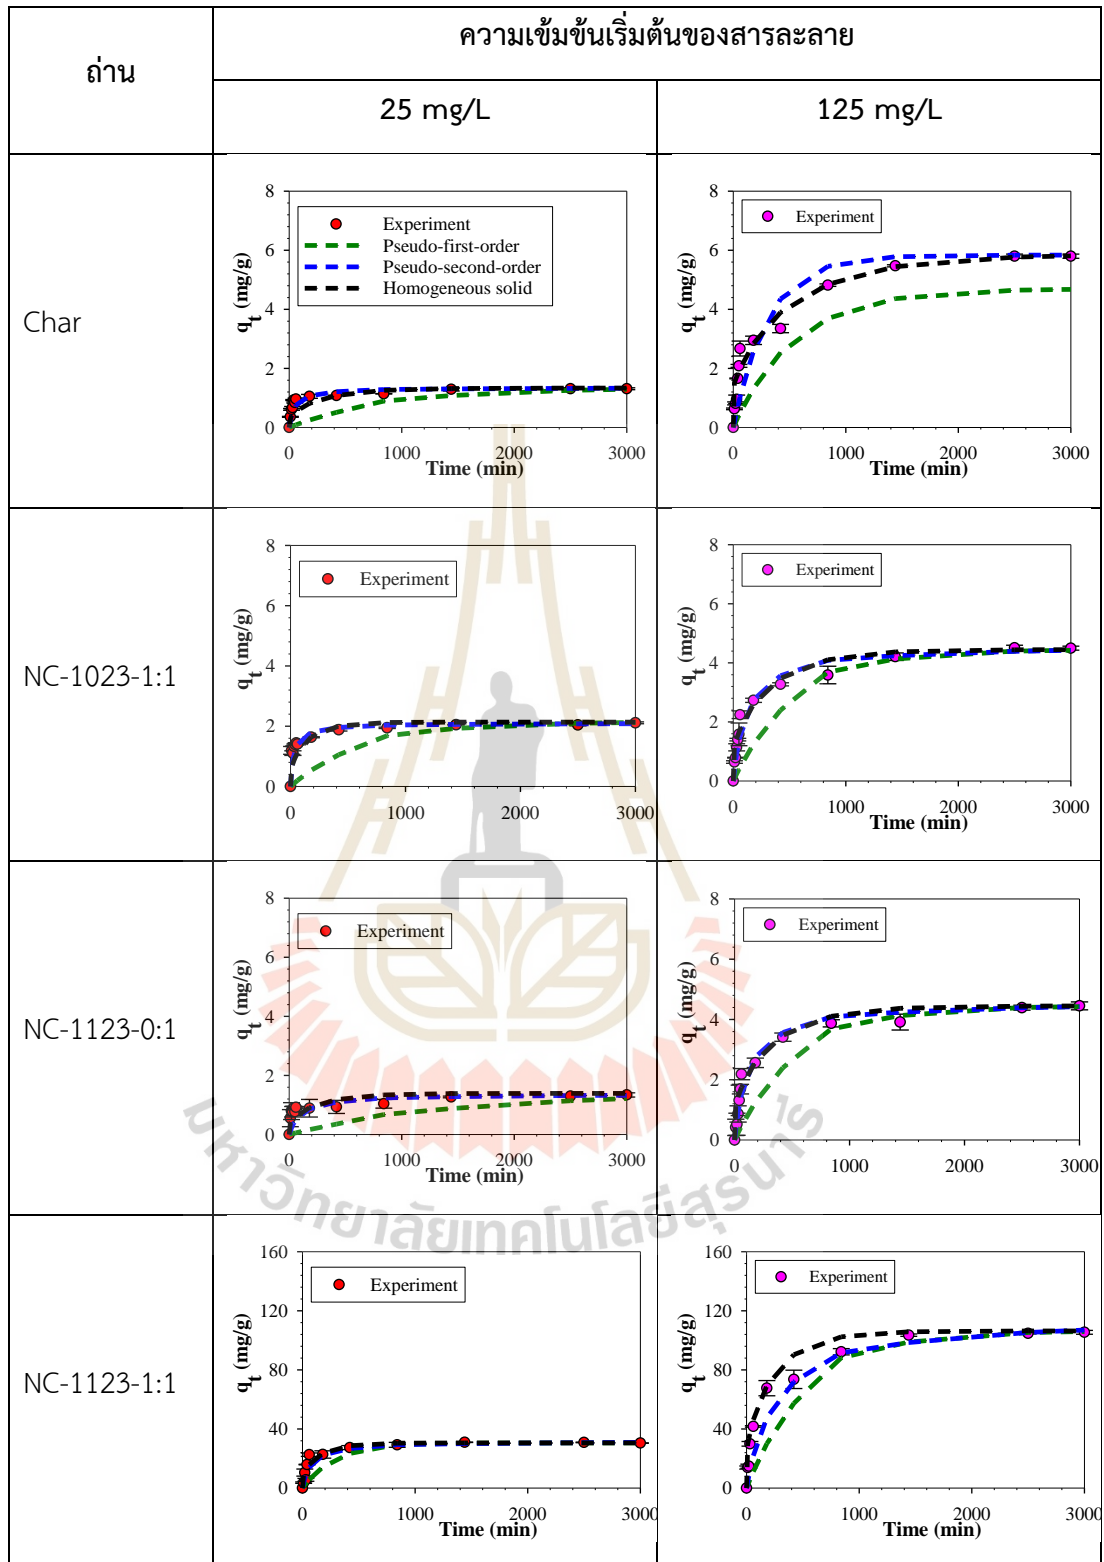 ถ่าน
ความเข้มข้นเริ่มต้นของสารละลาย
25 mg/L
125 mg/L
Char
8
6
4
2
0
q_t (mg/g)
Experiment
Pseudo-first-order
Pseudo-second-order
Homogeneous solid
0 1000 2000 3000
Time (min)
8
6
4
2
0
q_t (mg/g)
Experiment
0 1000 2000 3000
Time (min)
NC-1023-1:1
8
6
4
2
0
q_t (mg/g)
Experiment
0 1000 2000 3000
8
6
4
2
0
q_t (mg/g)
Experiment
0 1000 2000 3000
Time (min)
NC-1123-0:1
8
6
4
2
0
q_t (mg/g)
Experiment
0 1000 2000 3000
Time (min)
8
6
4
2
0
q_t (mg/g)
Experiment
0 1000 2000 3000
มหาวิทยาลัยเทคโนโลยีสุรนารี
NC-1123-1:1
160
120
80
40
0
q_t (mg/g)
Experiment
0 1000 2000 3000
Time (min)
160
120
80
40
0
q_t (mg/g)
Experiment
0 1000 2000 3000
Time (min)